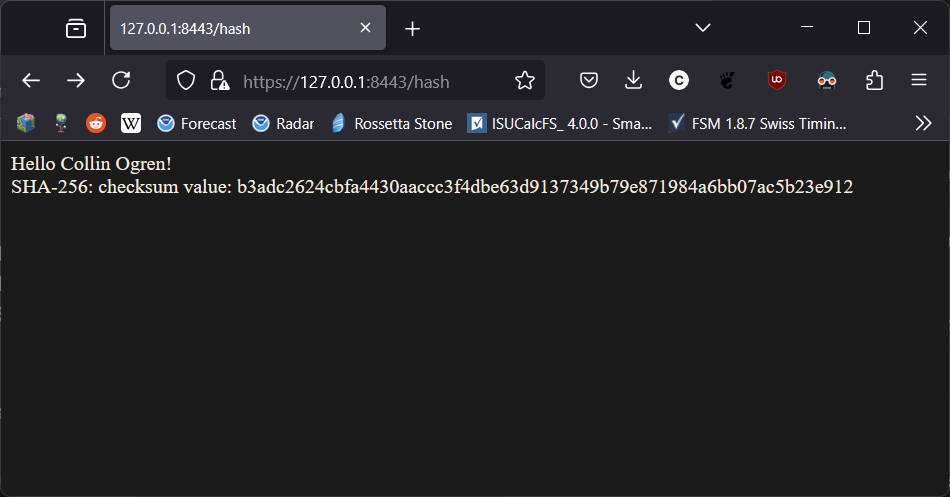 127.0.0.1:8443/hash
https://127.0.0.1:8443/hash
Forecast Radar Rossetta Stone ISUCalcFS_ 4.0.0 - Sma... FSM 1.8.7 Swiss Timin...
Hello Collin Ogren!
SHA-256: checksum value: b3adc2624cbfa4430aaccc3f4dbe63d9137349b79e871984a6bb07ac5b23e912